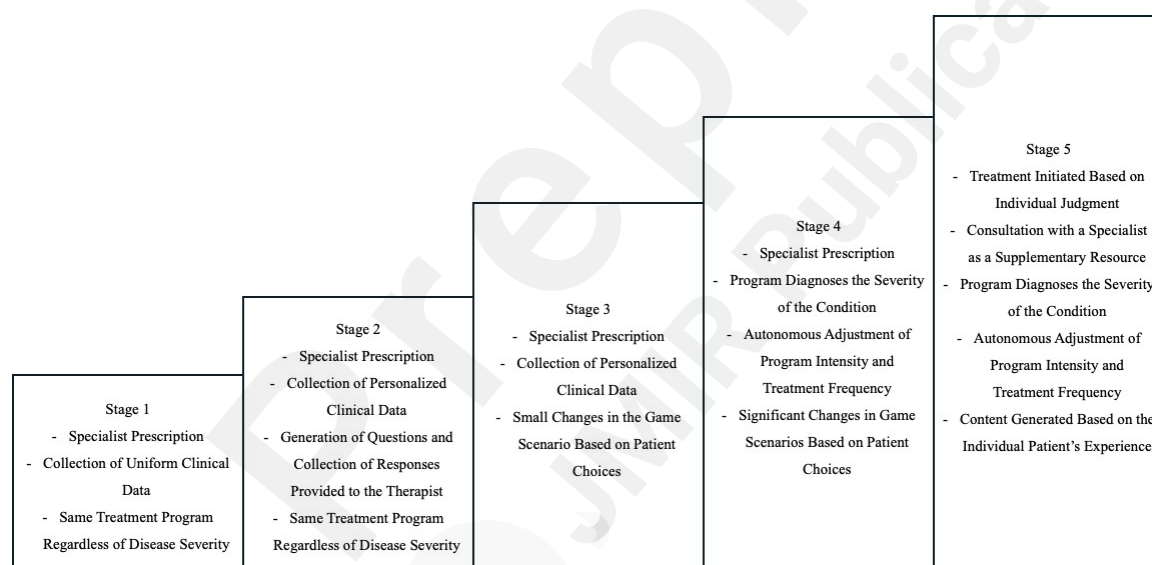 Stage 1
- Specialist Prescription
- Collection of Uniform Clinical
Data
- Same Treatment Program
Regardless of Disease Severity
Stage 2
- Specialist Prescription
- Collection of Personalized
Clinical Data
- Generation of Questions and
Collection of Responses
Provided to the Therapist
- Same Treatment Program
Regardless of Disease Severity
Stage 3
- Specialist Prescription
- Collection of Personalized
Clinical Data
- Small Changes in the Game
Scenario Based on Patient
Choices
Stage 4
- Specialist Prescription
- Program Diagnoses the Severity
of the Condition
- Autonomous Adjustment of
Program Intensity and
Treatment Frequency
- Significant Changes in Game
Scenarios Based on Patient
Choices
Stage 5
- Treatment Initiated Based on
Individual Judgment
- Consultation with a Specialist
as a Supplementary Resource
- Program Diagnoses the Severity
of the Condition
- Autonomous Adjustment of
Program Intensity and
Treatment Frequency
- Content Generated Based on the
Individual Patient's Experience
Prep
JMIR Publica